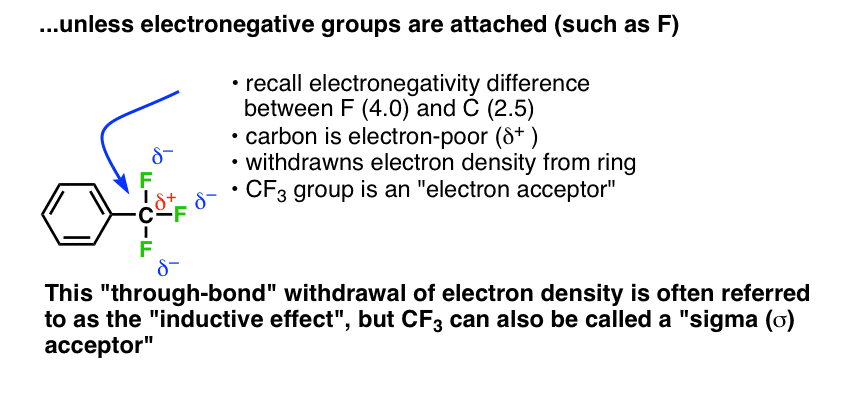 ...unless electronegative groups are attached (such as F)
• recall electronegativity difference
between F (4.0) and C (2.5)
• carbon is electron-poor (δ⁺ )
• withdrawns electron density from ring
• CF₃ group is an "electron acceptor"
δ⁻
F
δ⁺ δ⁻
C F
F
δ⁻
This "through-bond" withdrawal of electron density is often referred
to as the "inductive effect", but CF₃ can also be called a "sigma (σ)
acceptor"